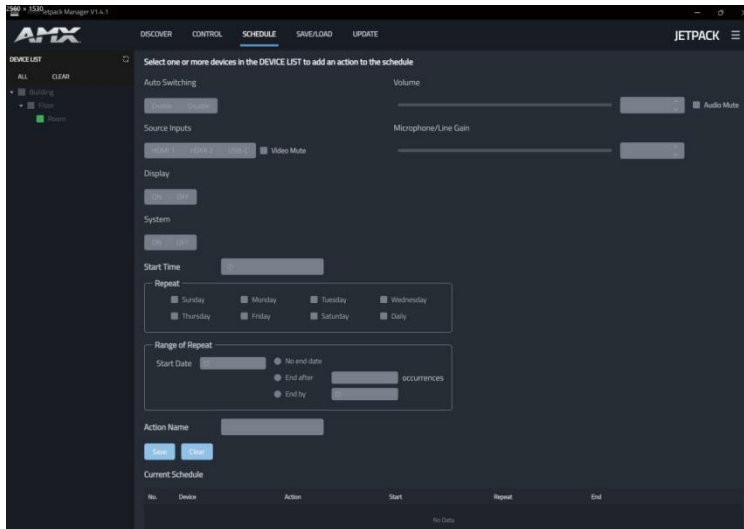 2560 × 1530
Jetpack Manager V1.4.1
AMX
DISCOVER CONTROL SCHEDULE SAVE/LOAD UPDATE
JETPACK
DEVICE LIST
ALL CLEAR
Building
Floor
Room
Select one or more devices in the DEVICE LIST to add an action to the schedule
Auto Switching Volume
Enable Disable Audio Mute
Source Inputs Microphone/Line Gain
HDMI 1 HDMI 2 USB-C Video Mute
Display
ON OFF
System
ON OFF
Start Time
Repeat
Sunday Monday Tuesday Wednesday
Thursday Friday Saturday Daily
Range of Repeat
Start Date No end date
End after occurrences
End by
Action Name
Save Clear
Current Schedule
No. Device Action Start Repeat End
No Data